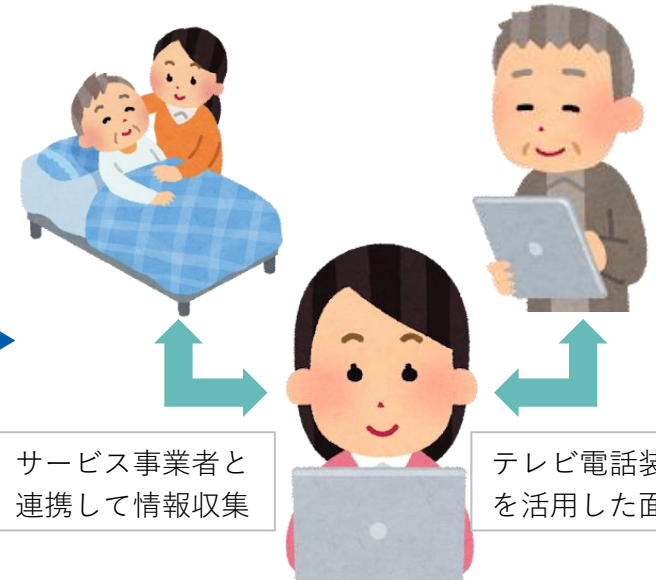 サービス事業者と
連携して情報収集
テレビ電話装
を活用した面